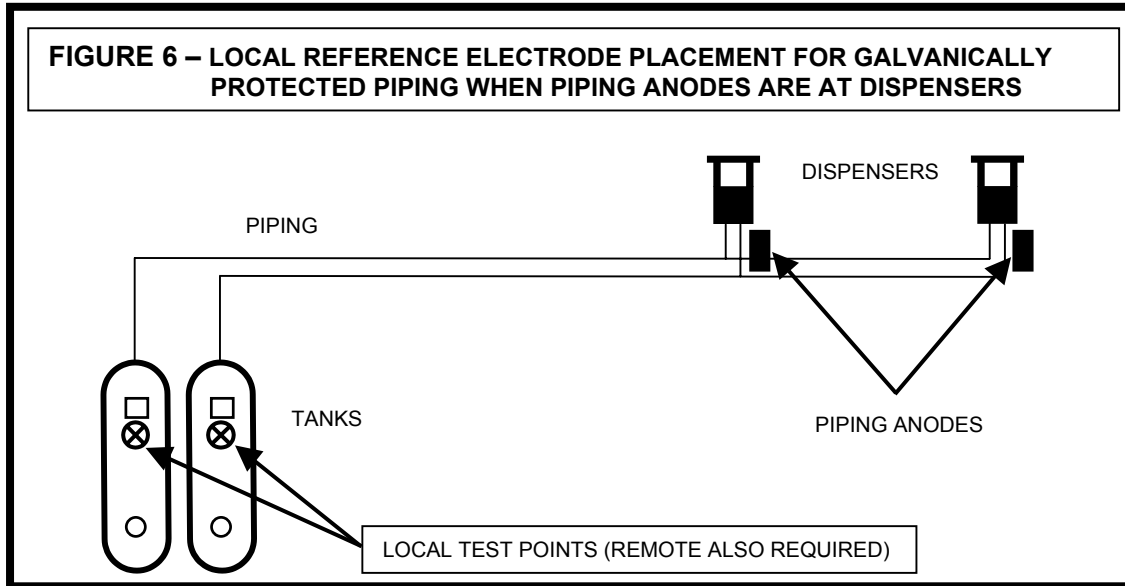 FIGURE 6 – LOCAL REFERENCE ELECTRODE PLACEMENT FOR GALVANICALLY
PROTECTED PIPING WHEN PIPING ANODES ARE AT DISPENSERS
DISPENSERS
PIPING
TANKS
PIPING ANODES
LOCAL TEST POINTS (REMOTE ALSO REQUIRED)